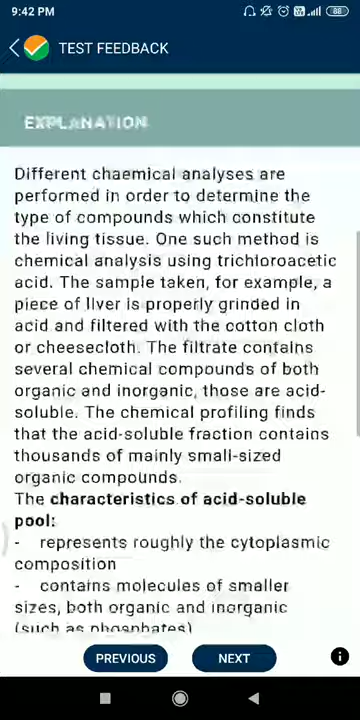 9:42 PM
88
TEST FEEDBACK
EXPLANATION
Different chaemical analyses are
performed in order to determine the
type of compounds which constitute
the living tissue. One such method is
chemical analysis using trichloroacetic
acid. The sample taken, for example, a
piece of liver is properly grinded in
acid and filtered with the cotton cloth
or cheesecloth. The filtrate contains
several chemical compounds of both
organic and inorganic, those are acid-
soluble. The chemical profiling finds
that the acid-soluble fraction contains
thousands of mainly small-sized
organic compounds.
The characteristics of acid-soluble
pool:
- represents roughly the cytoplasmic
composition
- contains molecules of smaller
sizes, both organic and inorganic
(such as phosphates)
PREVIOUS
NEXT